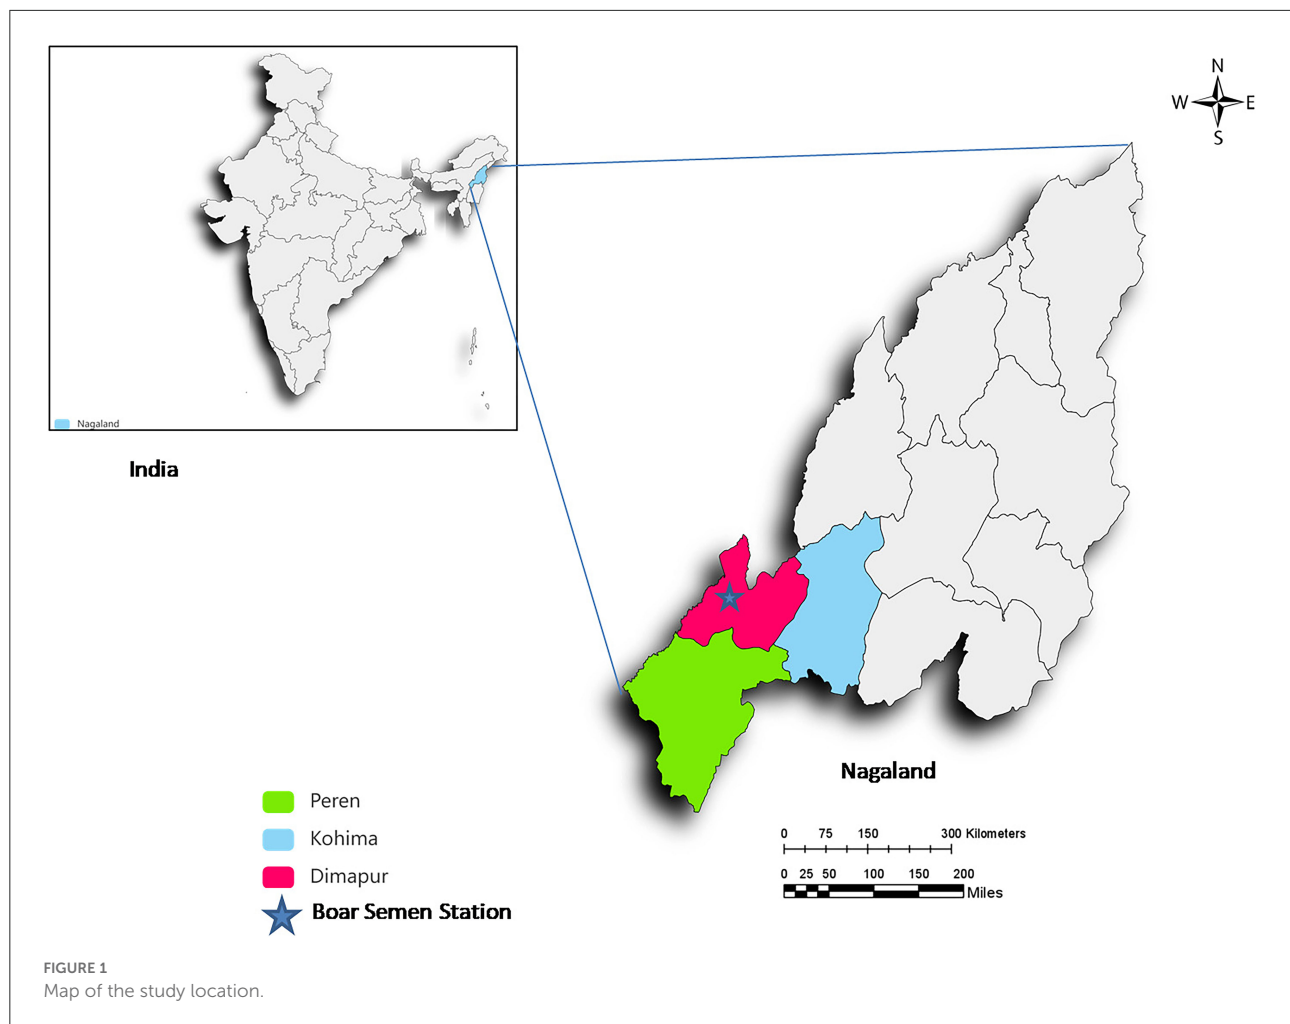 N
W E
S
Nagaland
India
Nagaland
Peren
Kohima
Dimapur
Boar Semen Station
0 75 150 300 Kilometers
0 25 50 100 150 200
Miles
FIGURE 1
Map of the study location.